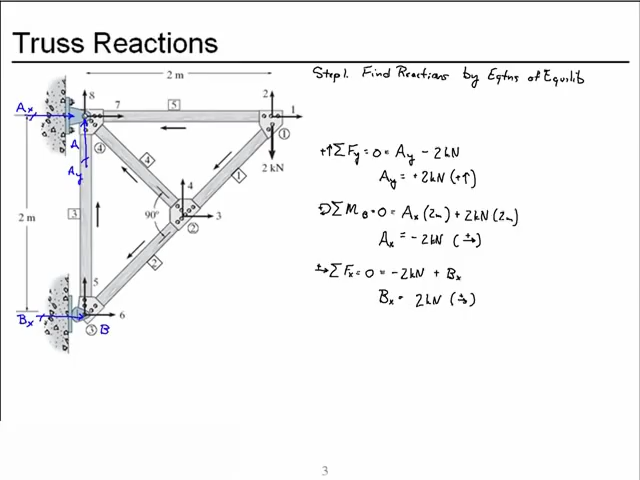 Truss Reactions
Step 1. Find Reactions by Eqtns of Equilib
2 m
Ax
8
7
5
2
1
1
A
4
Ay
4
2 kN
1
+↑ΣFy = 0 = Ay − 2kN
Ay = +2kN (+↑)
4
3
2 m
3
90°
2
2
ΣM_B = 0 = Ax(2m) + 2kN(2m)
Ax = −2kN (→+)
5
→+ ΣFx = 0 = −2kN + Bx
Bx = 2kN (→+)
Bx
6
3 B
3